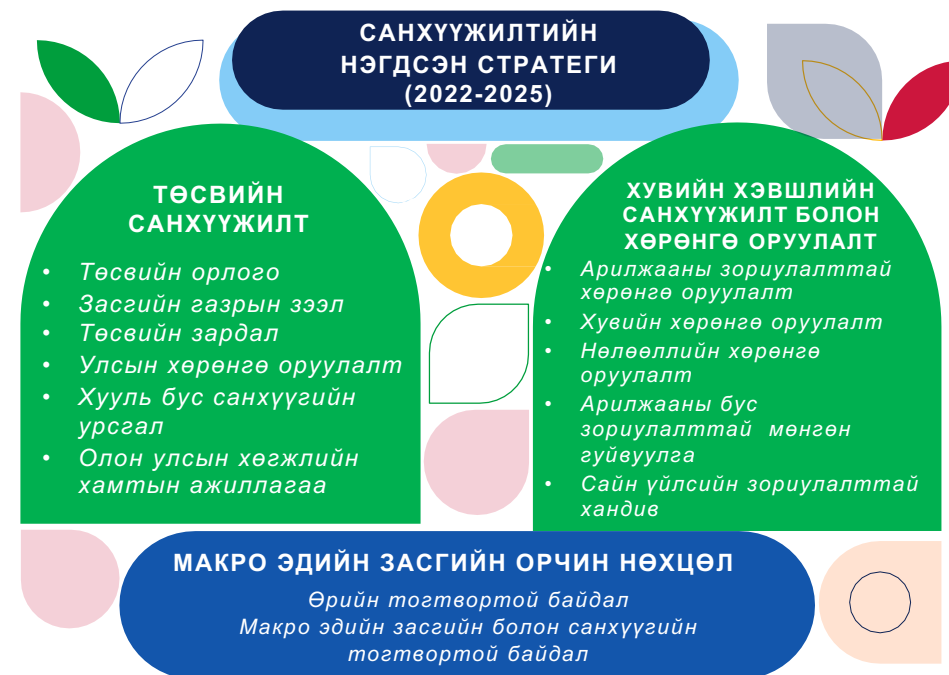 САНХҮҮЖИЛТИЙН
НЭГДСЭН СТРАТЕГИ
(2022-2025)
ТӨСВИЙН
САНХҮҮЖИЛТ
• Төсвийн орлого
• Засгийн газрын зээл
• Төсвийн зардал
• Улсын хөрөнгө оруулалт
• Хууль бус санхүүгийн
урсгал
• Олон улсын хөгжлийн
хамтын ажиллагаа
ХУВИЙН ХЭВШЛИЙН
САНХҮҮЖИЛТ БОЛОН
ХӨРӨНГӨ ОРУУЛАЛТ
• Арилжааны зориулалттай
хөрөнгө оруулалт
• Хувийн хөрөнгө оруулалт
• Нөлөөллийн хөрөнгө
оруулалт
• Арилжааны бус
зориулалттай мөнгөн
гуйвуулга
• Сайн үйлсийн зориулалттай
хандив
МАКРО ЭДИЙН ЗАСГИЙН ОРЧИН НӨХЦӨЛ
Өрийн тогтвортой байдал
Макро эдийн засгийн болон санхүүгийн
тогтвортой байдал